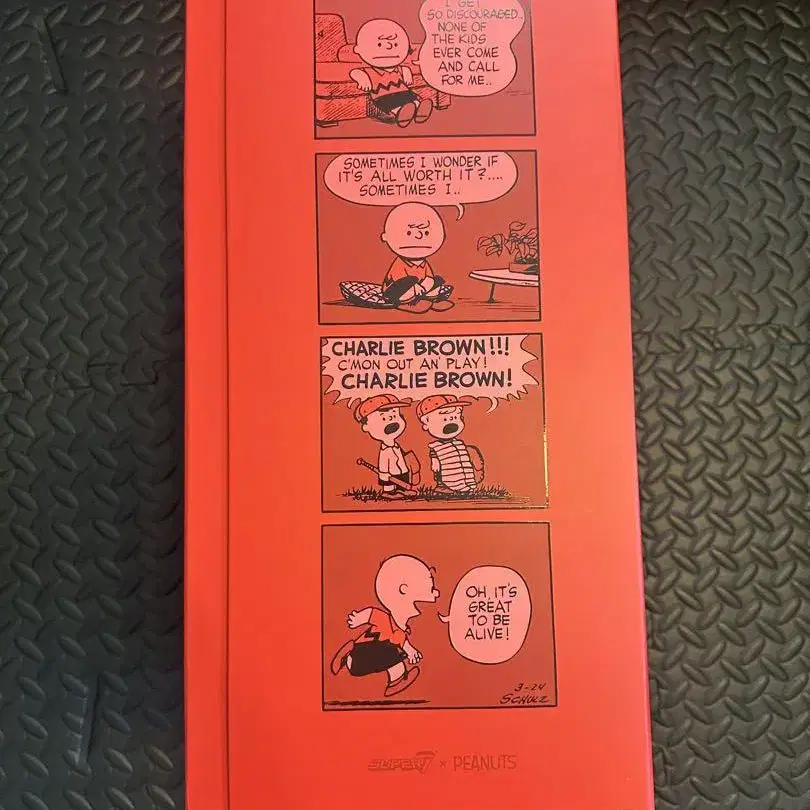 I GET
SO DISCOURAGED..
NONE OF
THE KIDS
EVER COME
AND CALL
FOR ME..
SOMETIMES I WONDER IF
IT'S ALL WORTH IT?....
SOMETIMES I..
CHARLIE BROWN!!!
C'MON OUT AN' PLAY!
CHARLIE BROWN!
OH, IT'S
GREAT
TO BE
ALIVE!
3-24
SCHULZ
SUPER7 × PEANUTS